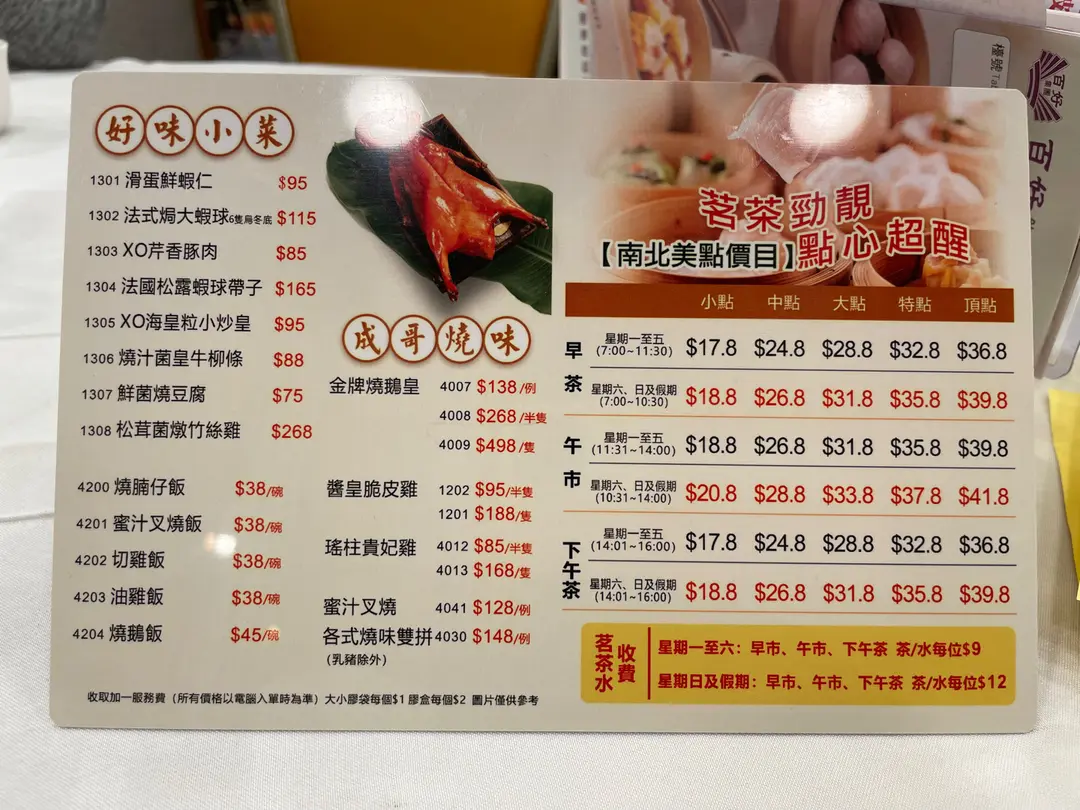 好味小菜
1301 滑蛋鮮蝦仁 $95
1302 法式焗大蝦球6隻烏冬底 $115
1303 XO芹香豚肉 $85
1304 法國松露蝦球帶子 $165
1305 XO海皇粒小炒皇 $95
1306 燒汁菌皇牛柳條 $88
1307 鮮菌燒豆腐 $75
1308 松茸菌燉竹絲雞 $268
4200 燒腩仔飯 $38/碗
4201 蜜汁叉燒飯 $38/碗
4202 切雞飯 $38/碗
4203 油雞飯 $38/碗
4204 燒鵝飯 $45/碗
成哥燒味
金牌燒鵝皇 4007 $138/例
4008 $268/半隻
4009 $498/隻
醬皇脆皮雞 1202 $95/半隻
1201 $188/隻
瑤柱貴妃雞 4012 $85/半隻
4013 $168/隻
蜜汁叉燒 4041 $128/例
各式燒味雙拼 4030 $148/例
(乳豬除外)
收取加一服務費（所有價格以電腦入單時為準）大小膠袋每個$1 膠盒每個$2 圖片僅供參考
茗茶勁靚
點心超醒
【南北美點價目】
小點 中點 大點 特點 頂點
早茶
星期一至五
(7:00~11:30) $17.8 $24.8 $28.8 $32.8 $36.8
星期六、日及假期
(7:00~10:30) $18.8 $26.8 $31.8 $35.8 $39.8
午市
星期一至五
(11:31~14:00) $18.8 $26.8 $31.8 $35.8 $39.8
星期六、日及假期
(10:31~14:00) $20.8 $28.8 $33.8 $37.8 $41.8
下午茶
星期一至五
(14:01~16:00) $17.8 $24.8 $28.8 $32.8 $36.8
星期六、日及假期
(14:01~16:00) $18.8 $26.8 $31.8 $35.8 $39.8
茗茶水收費
星期一至六：早市、午市、下午茶 茶/水每位$9
星期日及假期：早市、午市、下午茶 茶/水每位$12
檯號 Ta
百好
百好